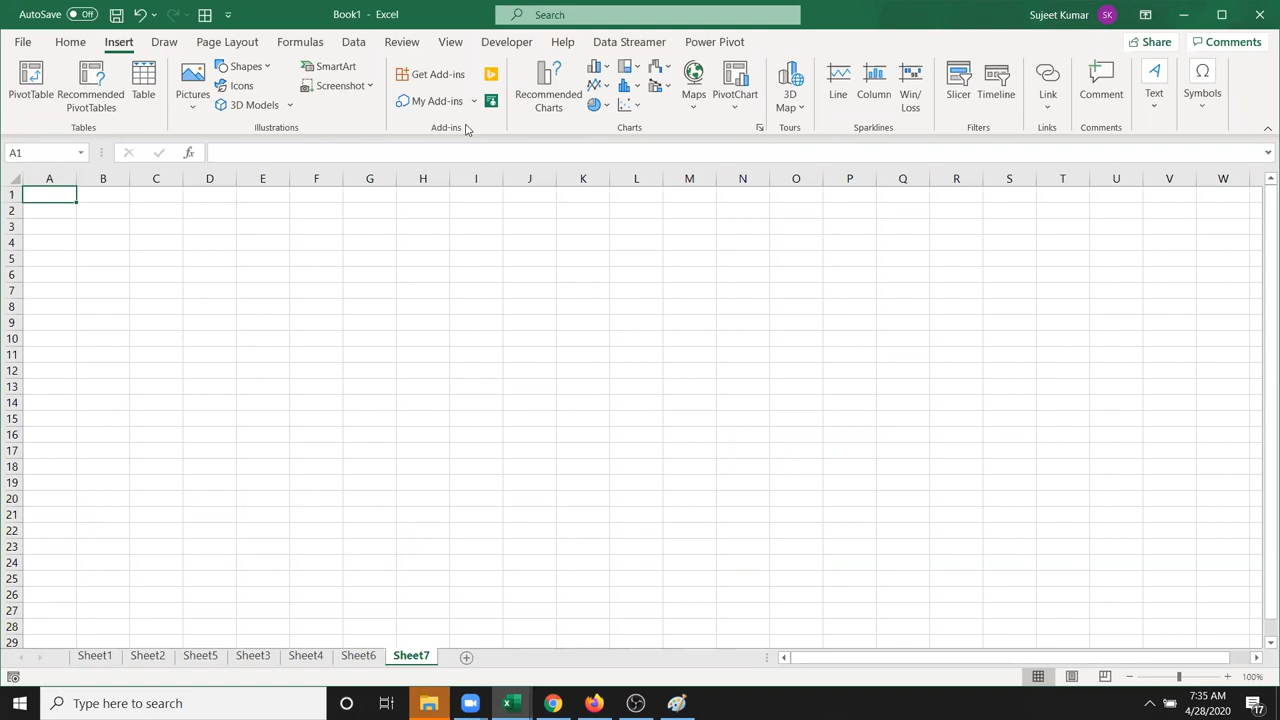 AutoSave Off Book1 - Excel Search Sujeet Kumar SK
File Home Insert Draw Page Layout Formulas Data Review View Developer Help Data Streamer Power Pivot Share Comments
PivotTable Recommended PivotTables Table
Tables
Pictures Shapes Icons 3D Models SmartArt Screenshot
Illustrations
Get Add-ins
My Add-ins
Add-ins
Recommended Charts Maps PivotChart
Charts
3D Map
Tours
Line Column Win/Loss
Sparklines
Slicer Timeline
Filters
Link
Links
Comment
Comments
Text Symbols
A1 fx
A B C D E F G H I J K L M N O P Q R S T U V W
1
2
3
4
5
6
7
8
9
10
11
12
13
14
15
16
17
18
19
20
21
22
23
24
25
26
27
28
29
Sheet1 Sheet2 Sheet5 Sheet3 Sheet4 Sheet6 Sheet7
100%
Type here to search 7:35 AM
4/28/2020 17